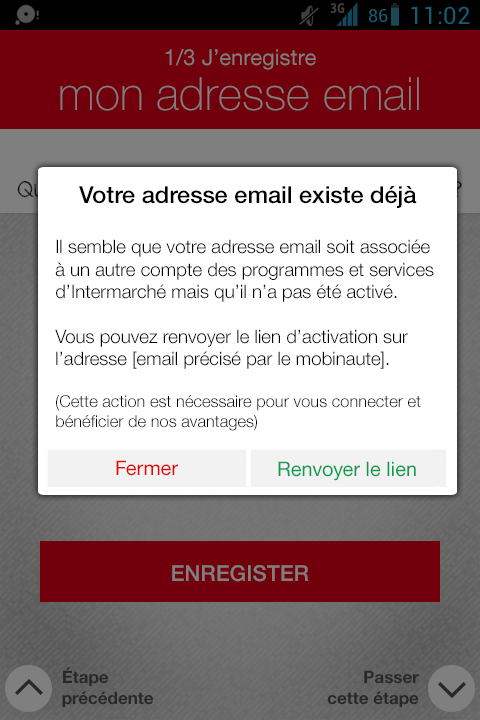 3G 86 11:02
1/3 J'enregistre
mon adresse email
Votre adresse email existe déjà
Il semble que votre adresse email soit associée
à un autre compte des programmes et services
d'Intermarché mais qu'il n'a pas été activé.
Vous pouvez renvoyer le lien d'activation sur
l'adresse [email précisé par le mobinaute].
(Cette action est nécessaire pour vous connecter et
bénéficier de nos avantages)
Fermer Renvoyer le lien
ENREGISTER
Étape
précédente
Passer
cette étape